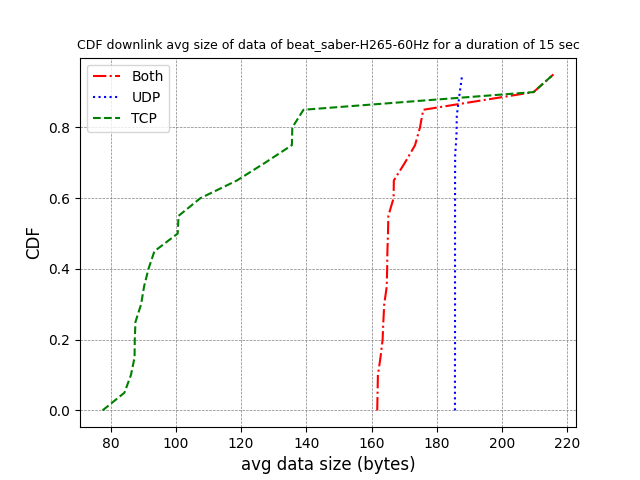 CDF downlink avg size of data of beat_saber-H265-60Hz for a duration of 15 sec
Both
UDP
TCP
0.8
0.6
0.4
0.2
0.0
CDF
80 100 120 140 160 180 200 220
avg data size (bytes)